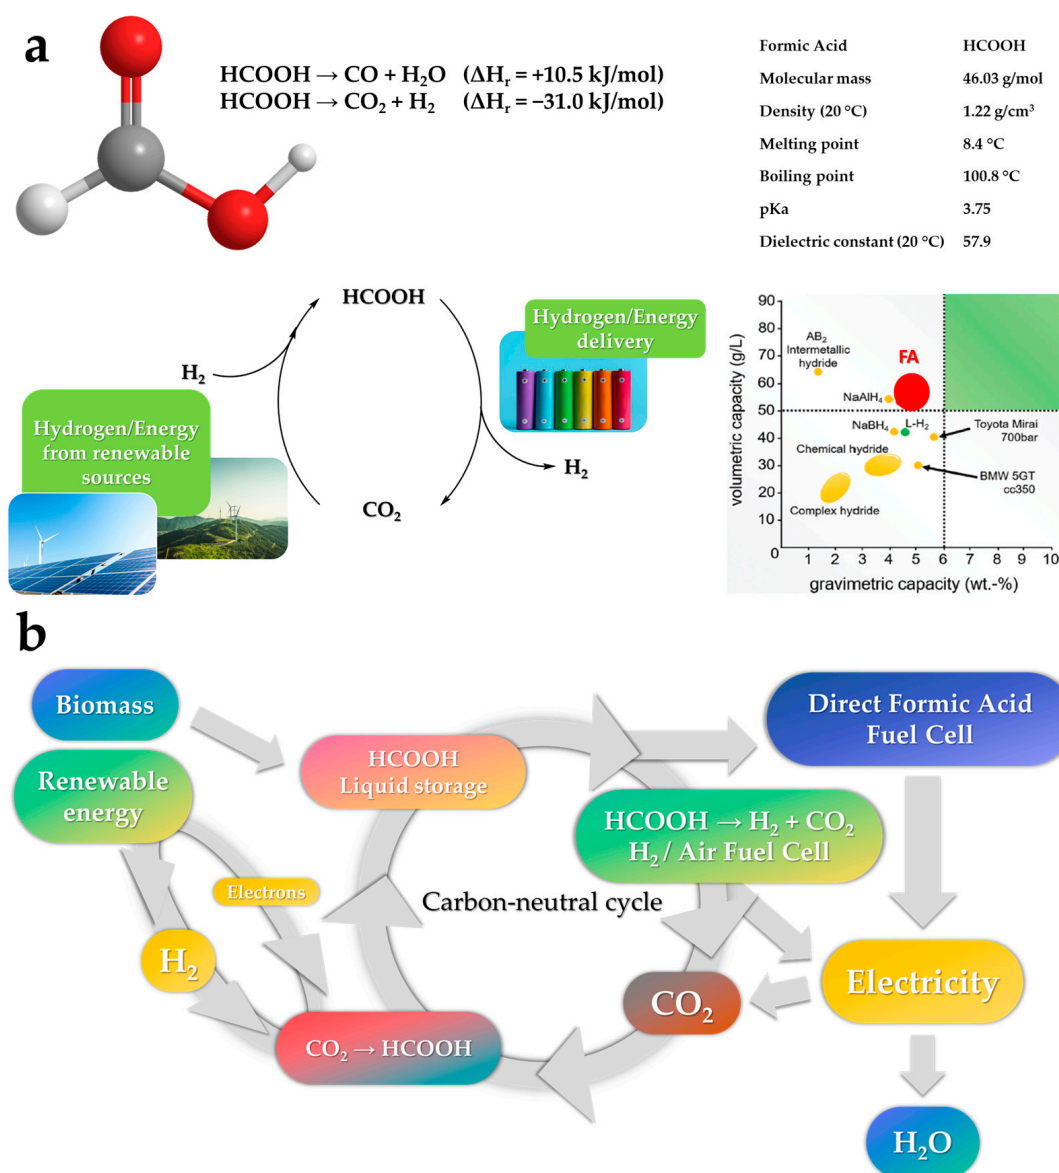 a
HCOOH → CO + H₂O (ΔHᵣ = +10.5 kJ/mol)
HCOOH → CO₂ + H₂ (ΔHᵣ = −31.0 kJ/mol)
Formic Acid HCOOH
Molecular mass 46.03 g/mol
Density (20 °C) 1.22 g/cm³
Melting point 8.4 °C
Boiling point 100.8 °C
pKa 3.75
Dielectric constant (20 °C) 57.9
HCOOH
H₂
Hydrogen/Energy
from renewable
sources
CO₂
Hydrogen/Energy
delivery
H₂
volumetric capacity (g/L)
90
80
70
60
50
40
30
20
10
0
1 2 3 4 5 6 7 8 9 10
gravimetric capacity (wt.-%)
AB₂
Intermetallic
hydride
FA
NaAlH₄
NaBH₄
L-H₂
Toyota Mirai
700bar
Chemical hydride
BMW 5GT
cc350
Complex hydride
b
Biomass
Renewable
energy
HCOOH
Liquid storage
Direct Formic Acid
Fuel Cell
HCOOH → H₂ + CO₂
H₂ / Air Fuel Cell
Electrons
Carbon-neutral cycle
H₂
CO₂
Electricity
CO₂ → HCOOH
H₂O